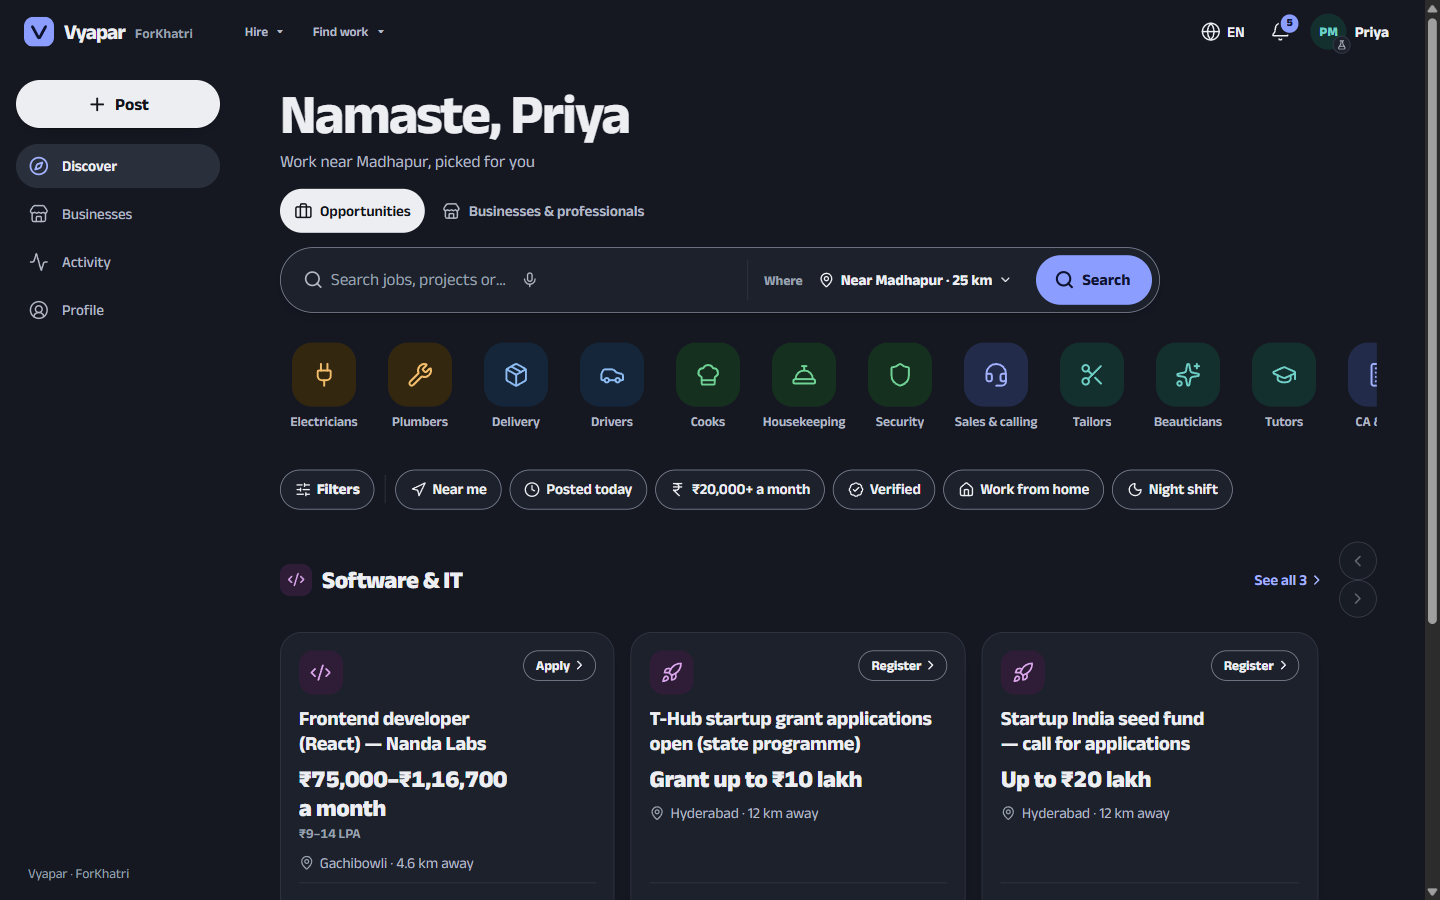 Vyapar ForKhatri
Hire
Find work
EN
5
PM
Priya
Post
Discover
Businesses
Activity
Profile
Vyapar · ForKhatri
Namaste, Priya
Work near Madhapur, picked for you
Opportunities
Businesses & professionals
Search jobs, projects or...
Where
Near Madhapur · 25 km
Search
Electricians
Plumbers
Delivery
Drivers
Cooks
Housekeeping
Security
Sales & calling
Tailors
Beauticians
Tutors
CA &
Filters
Near me
Posted today
₹ ₹20,000+ a month
Verified
Work from home
Night shift
Software & IT
See all 3
Apply
Frontend developer
(React) — Nanda Labs
₹75,000–₹1,16,700
a month
₹9–14 LPA
Gachibowli · 4.6 km away
Register
T-Hub startup grant applications
open (state programme)
Grant up to ₹10 lakh
Hyderabad · 12 km away
Register
Startup India seed fund
— call for applications
Up to ₹20 lakh
Hyderabad · 12 km away